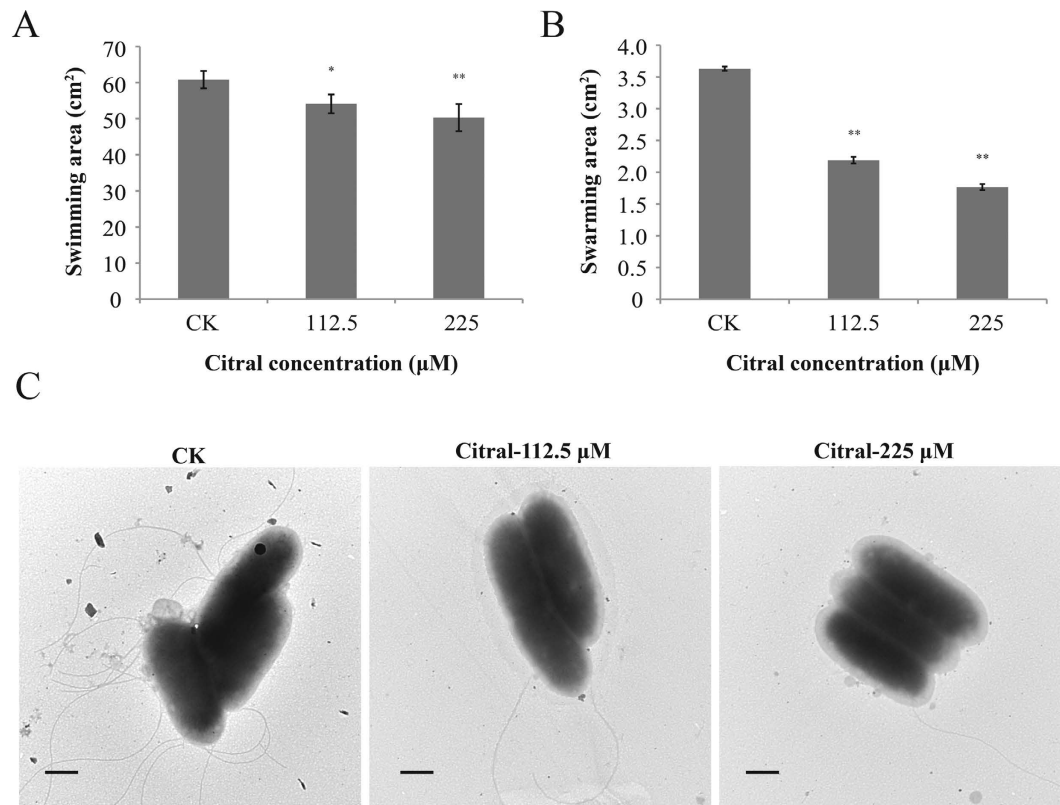 A
Swimming area (cm²)
70
60
50
40
30
20
10
0
*
**
CK
112.5
225
Citral concentration (μM)
B
Swarming area (cm²)
4.0
3.5
3.0
2.5
2.0
1.5
1.0
0.5
0
**
**
CK
112.5
225
Citral concentration (μM)
C
CK
Citral-112.5 μM
Citral-225 μM